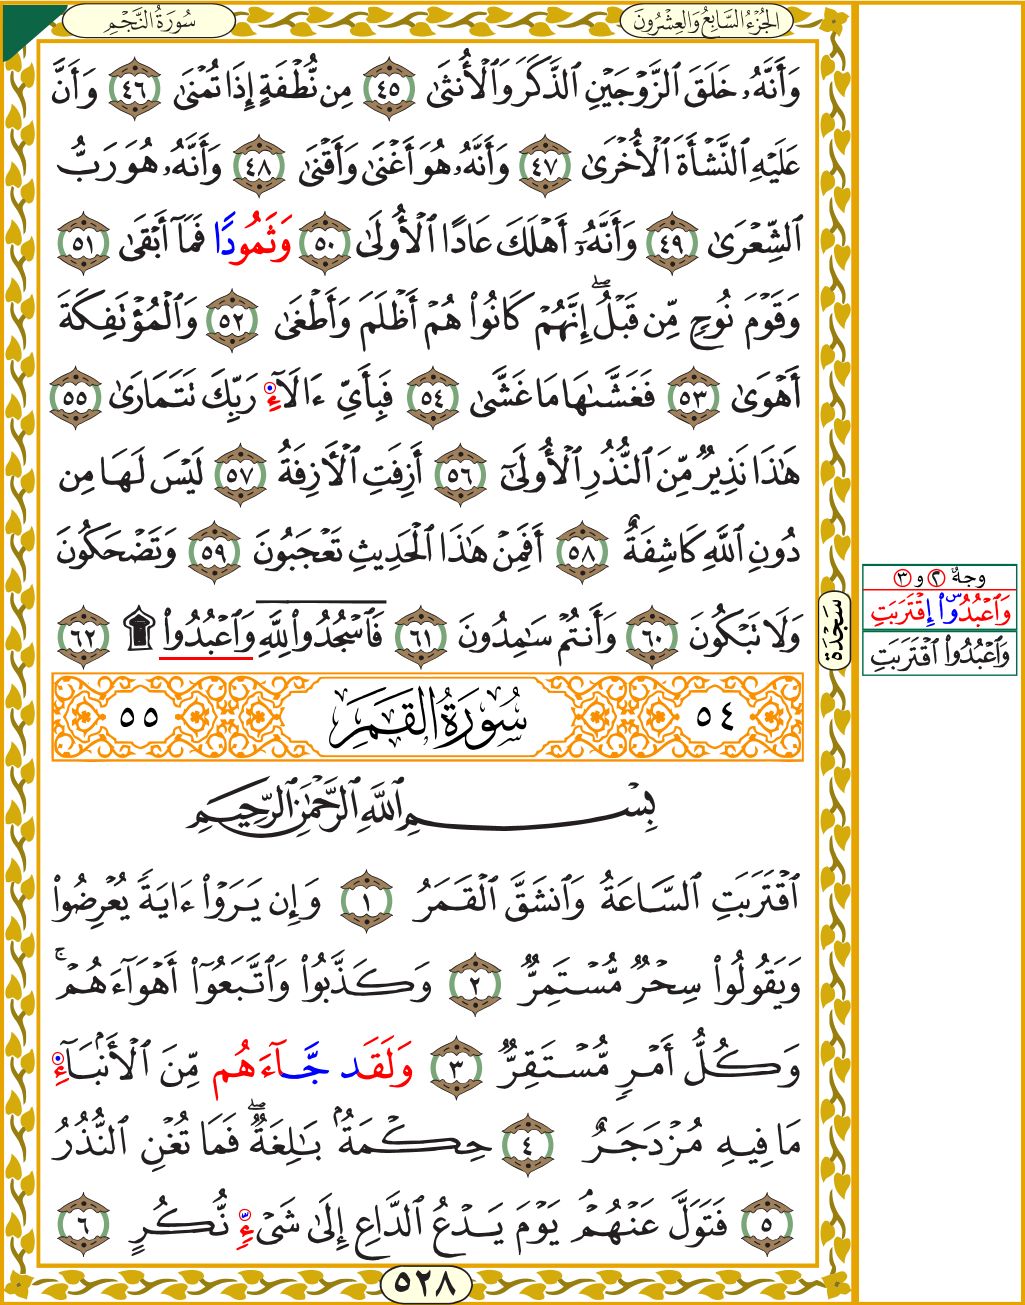 سُورَةُ النَّجْمِ
الجُزْءُ السَّابِعُ وَالعِشْرُونَ
وَأَنَّهُۥ خَلَقَ ٱلزَّوْجَيْنِ ٱلذَّكَرَ وَٱلْأُنثَىٰ ٤٥ مِن نُّطْفَةٍ إِذَا تُمْنَىٰ ٤٦ وَأَنَّ
عَلَيْهِ ٱلنَّشْأَةَ ٱلْأُخْرَىٰ ٤٧ وَأَنَّهُۥ هُوَ أَغْنَىٰ وَأَقْنَىٰ ٤٨ وَأَنَّهُۥ هُوَ رَبُّ
ٱلشِّعْرَىٰ ٤٩ وَأَنَّهُۥٓ أَهْلَكَ عَادًا ٱلْأُولَىٰ ٥٠ وَثَمُودًا فَمَآ أَبْقَىٰ ٥١
وَقَوْمَ نُوحٍ مِّن قَبْلُۖ إِنَّهُمْ كَانُوا۟ هُمْ أَظْلَمَ وَأَطْغَىٰ ٥٢ وَٱلْمُؤْتَفِكَةَ
أَهْوَىٰ ٥٣ فَغَشَّىٰهَا مَا غَشَّىٰ ٥٤ فَبِأَىِّ ءَالَآءِ رَبِّكَ تَتَمَارَىٰ ٥٥
هَٰذَا نَذِيرٌ مِّنَ ٱلنُّذُرِ ٱلْأُولَىٰٓ ٥٦ أَزِفَتِ ٱلْآزِفَةُ ٥٧ لَيْسَ لَهَا مِن
دُونِ ٱللَّهِ كَاشِفَةٌ ٥٨ أَفَمِنْ هَٰذَا ٱلْحَدِيثِ تَعْجَبُونَ ٥٩ وَتَضْحَكُونَ
وَلَا تَبْكُونَ ٦٠ وَأَنتُمْ سَٰمِدُونَ ٦١ فَٱسْجُدُوا۟ لِلَّهِ وَٱعْبُدُوا۟ ۩ ٦٢
سَجْدَة
وجهُ ٢ و ٣
وَٱعْبُدُواْ س إِقْتَرَبَتِ
وَٱعْبُدُوا۟ ٱقْتَرَبَتِ
٥٤ سُورَةُ القَمَرِ ٥٥
بِسْمِ ٱللَّهِ ٱلرَّحْمَٰنِ ٱلرَّحِيمِ
ٱقْتَرَبَتِ ٱلسَّاعَةُ وَٱنشَقَّ ٱلْقَمَرُ ١ وَإِن يَرَوْا۟ ءَايَةً يُعْرِضُوا۟
وَيَقُولُوا۟ سِحْرٌ مُّسْتَمِرٌّ ٢ وَكَذَّبُوا۟ وَٱتَّبَعُوٓا۟ أَهْوَآءَهُمْۚ
وَكُلُّ أَمْرٍ مُّسْتَقِرٌّ ٣ وَلَقَد جَّآءَهُم مِّنَ ٱلْأَنۢبَآءِ
مَا فِيهِ مُزْدَجَرٌ ٤ حِكْمَةٌۢ بَٰلِغَةٌۖ فَمَا تُغْنِ ٱلنُّذُرُ
٥ فَتَوَلَّ عَنْهُمْۘ يَوْمَ يَدْعُ ٱلدَّاعِ إِلَىٰ شَىْءٍ نُّكُرٍ ٦
٥٢٨